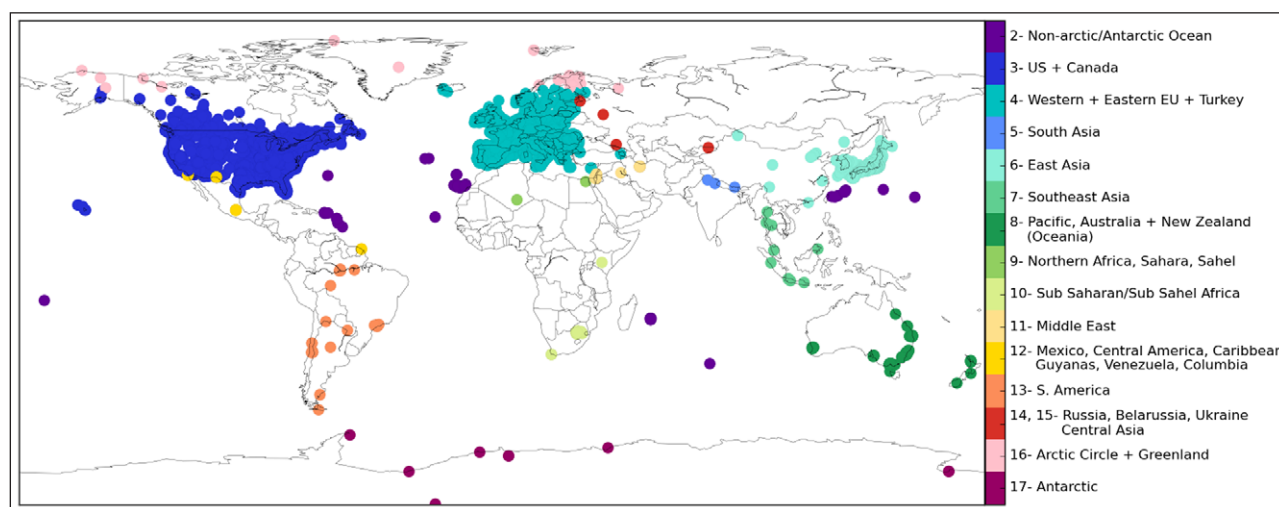 2- Non-arctic/Antarctic Ocean
3- US + Canada
4- Western + Eastern EU + Turkey
5- South Asia
6- East Asia
7- Southeast Asia
8- Pacific, Australia + New Zealand
(Oceania)
9- Northern Africa, Sahara, Sahel
10- Sub Saharan/Sub Sahel Africa
11- Middle East
12- Mexico, Central America, Caribbean
Guyanas, Venezuela, Columbia
13- S. America
14, 15- Russia, Belarussia, Ukraine
Central Asia
16- Arctic Circle + Greenland
17- Antarctic